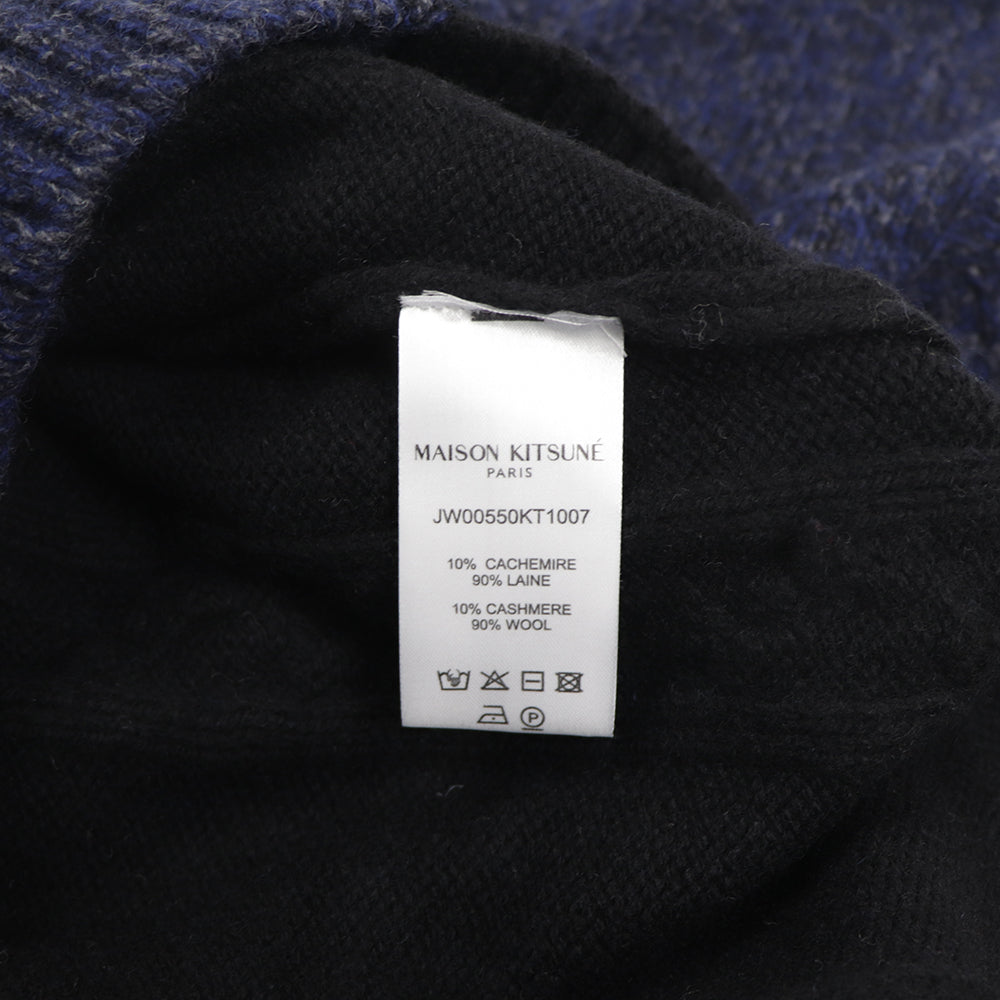 MAISON KITSUNÉ
PARIS
JW00550KT1007
10% CACHEMIRE
90% LAINE
10% CASHMERE
90% WOOL
P